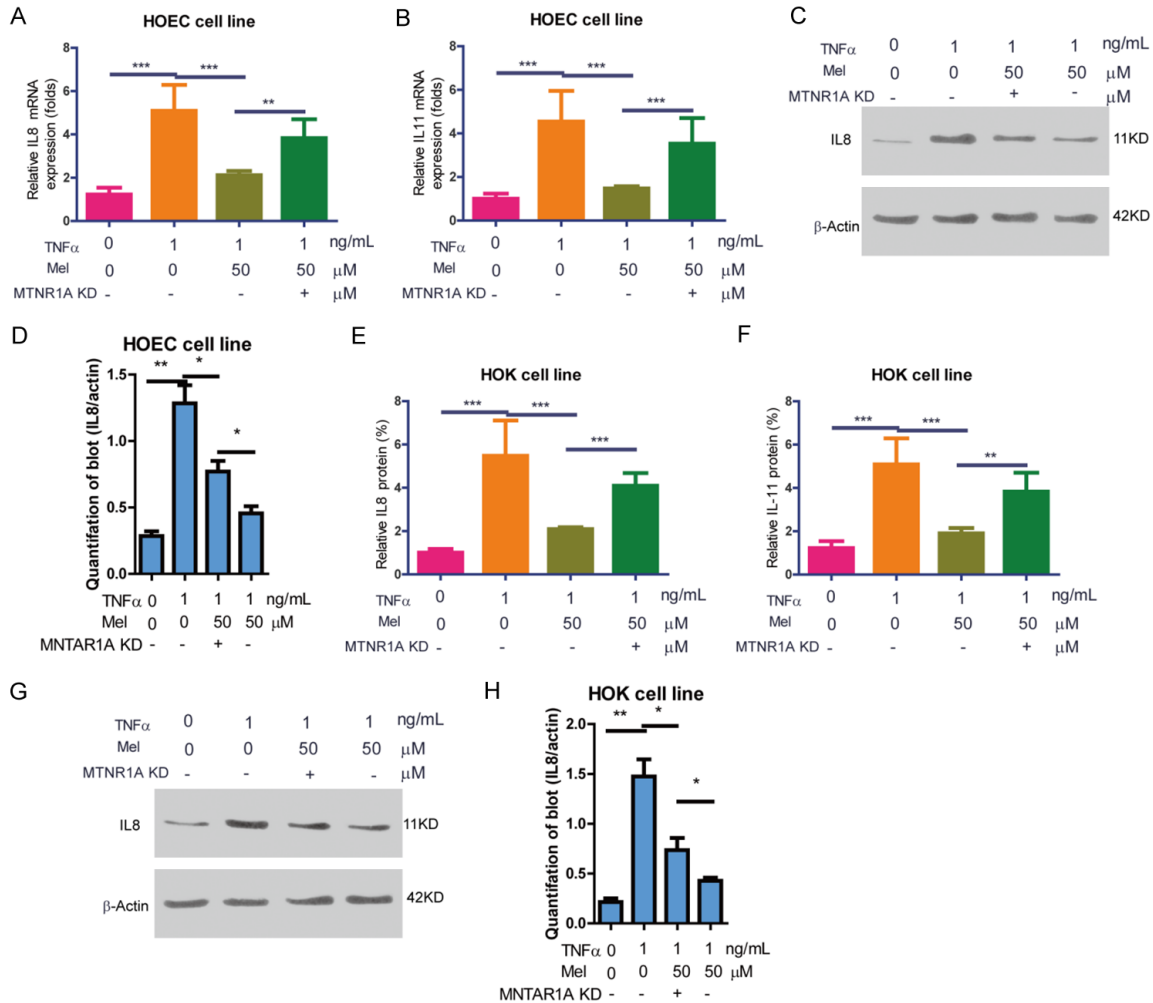 A
HOEC cell line
Relative IL8 mRNA
expression (folds)
8
6
4
2
0
*** ***
**
TNFα 0 1 1 1 ng/mL
Mel 0 0 50 50 μM
MTNR1A KD - - - + μM
B
HOEC cell line
Relative IL11 mRNA
expression (folds)
8
6
4
2
0
*** ***
***
TNFα 0 1 1 1 ng/mL
Mel 0 0 50 50 μM
MTNR1A KD - - - + μM
C
TNFα 0 1 1 1 ng/mL
Mel 0 0 50 50 μM
MTNR1A KD - - + - μM
IL8 11KD
β-Actin 42KD
D
HOEC cell line
Quantifation of blot (IL8/actin)
1.5
1.0
0.5
0.0
** *
*
TNFα 0 1 1 1 ng/mL
Mel 0 0 50 50 μM
MNTAR1A KD - - + -
E
HOK cell line
Relative IL8 protein (%)
8
6
4
2
0
*** ***
***
TNFα 0 1 1 1 ng/mL
Mel 0 0 50 50 μM
MTNR1A KD - - - + μM
F
HOK cell line
Relative IL-11 protein (%)
8
6
4
2
0
*** ***
**
TNFα 0 1 1 1 ng/mL
Mel 0 0 50 50 μM
MTNR1A KD - - - + μM
G
TNFα 0 1 1 1 ng/mL
Mel 0 0 50 50 μM
MTNR1A KD - - + - μM
IL8 11KD
β-Actin 42KD
H
HOK cell line
Quantifation of blot (IL8/actin)
2.0
1.5
1.0
0.5
0.0
** *
*
TNFα 0 1 1 1 ng/mL
Mel 0 0 50 50 μM
MNTAR1A KD - - + -